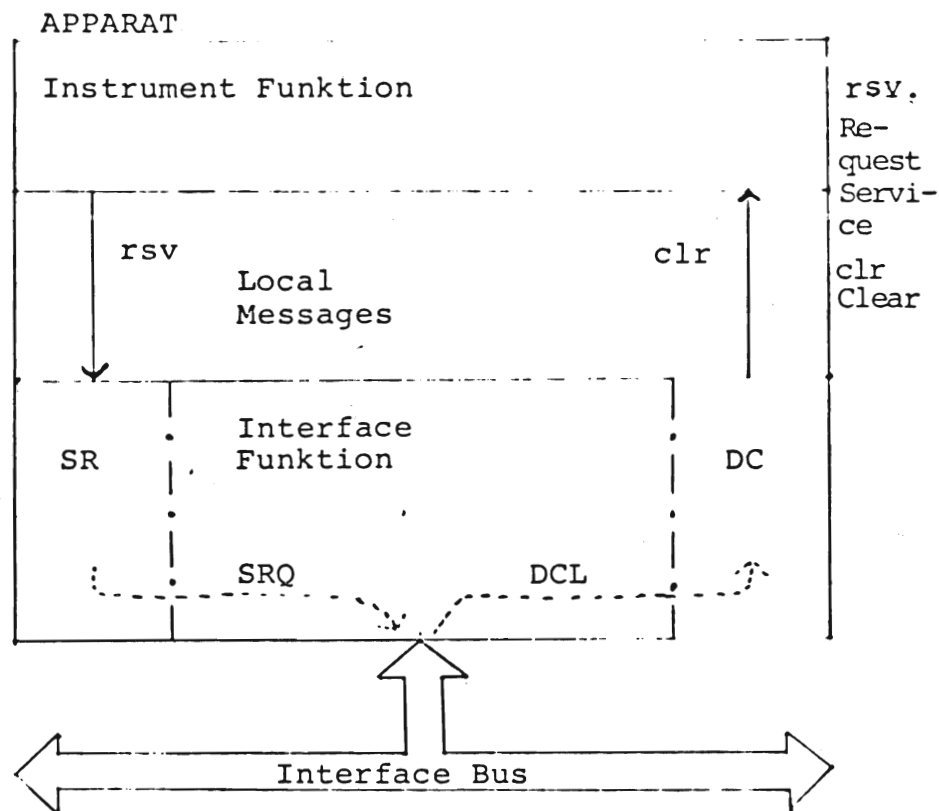 APPARAT
Instrument Funktion
rsv.
Re-
quest
Servi-
ce
clr
Clear
rsv
clr
Local
Messages
Interface
Funktion
SR
DC
SRQ
DCL
Interface Bus